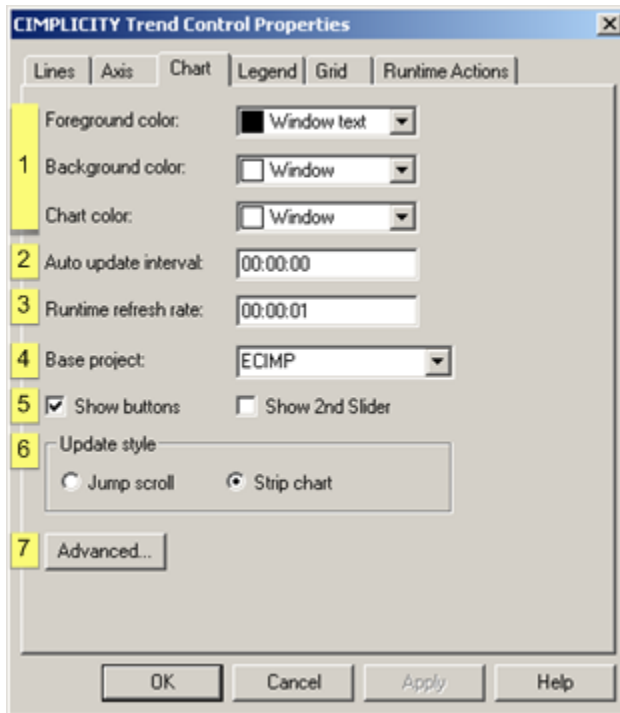 CIMPLICITY Trend Control Properties
Lines Axis Chart Legend Grid Runtime Actions
1
Foreground color: Window text
Background color: Window
Chart color: Window
2 Auto update interval: 00:00:00
3 Runtime refresh rate: 00:00:01
4 Base project: ECIMP
5 Show buttons Show 2nd Slider
6 Update style
Jump scroll Strip chart
7 Advanced...
OK Cancel Apply Help